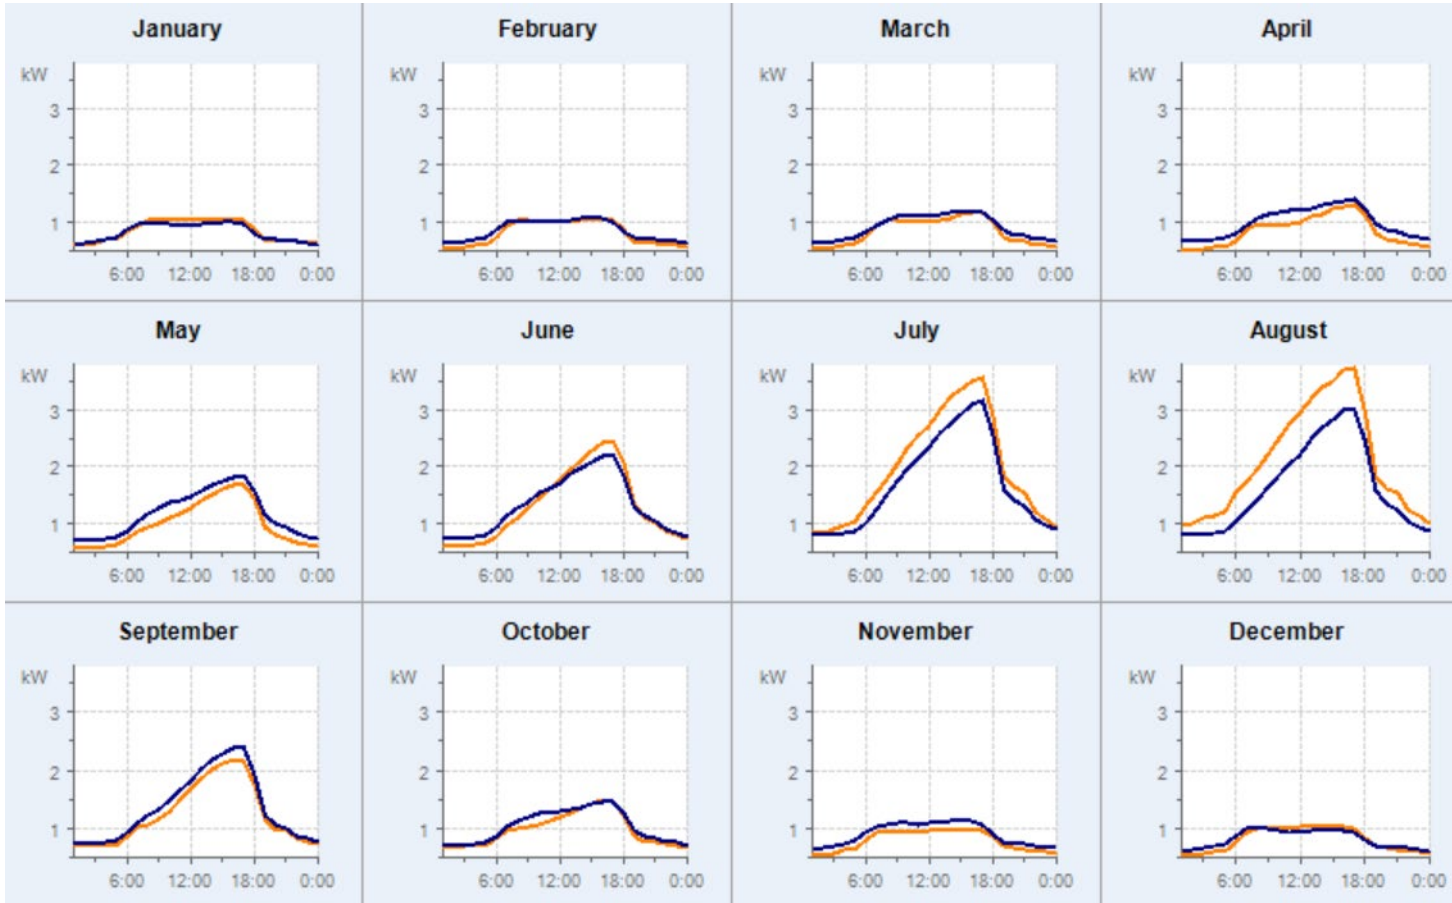 January February March April
kW kW kW kW
3 3 3 3
2 2 2 2
1 1 1 1
6:00 12:00 18:00 0:00 6:00 12:00 18:00 0:00 6:00 12:00 18:00 0:00 6:00 12:00 18:00 0:00
May June July August
kW kW kW kW
3 3 3 3
2 2 2 2
1 1 1 1
6:00 12:00 18:00 0:00 6:00 12:00 18:00 0:00 6:00 12:00 18:00 0:00 6:00 12:00 18:00 0:00
September October November December
kW kW kW kW
3 3 3 3
2 2 2 2
1 1 1 1
6:00 12:00 18:00 0:00 6:00 12:00 18:00 0:00 6:00 12:00 18:00 0:00 6:00 12:00 18:00 0:00